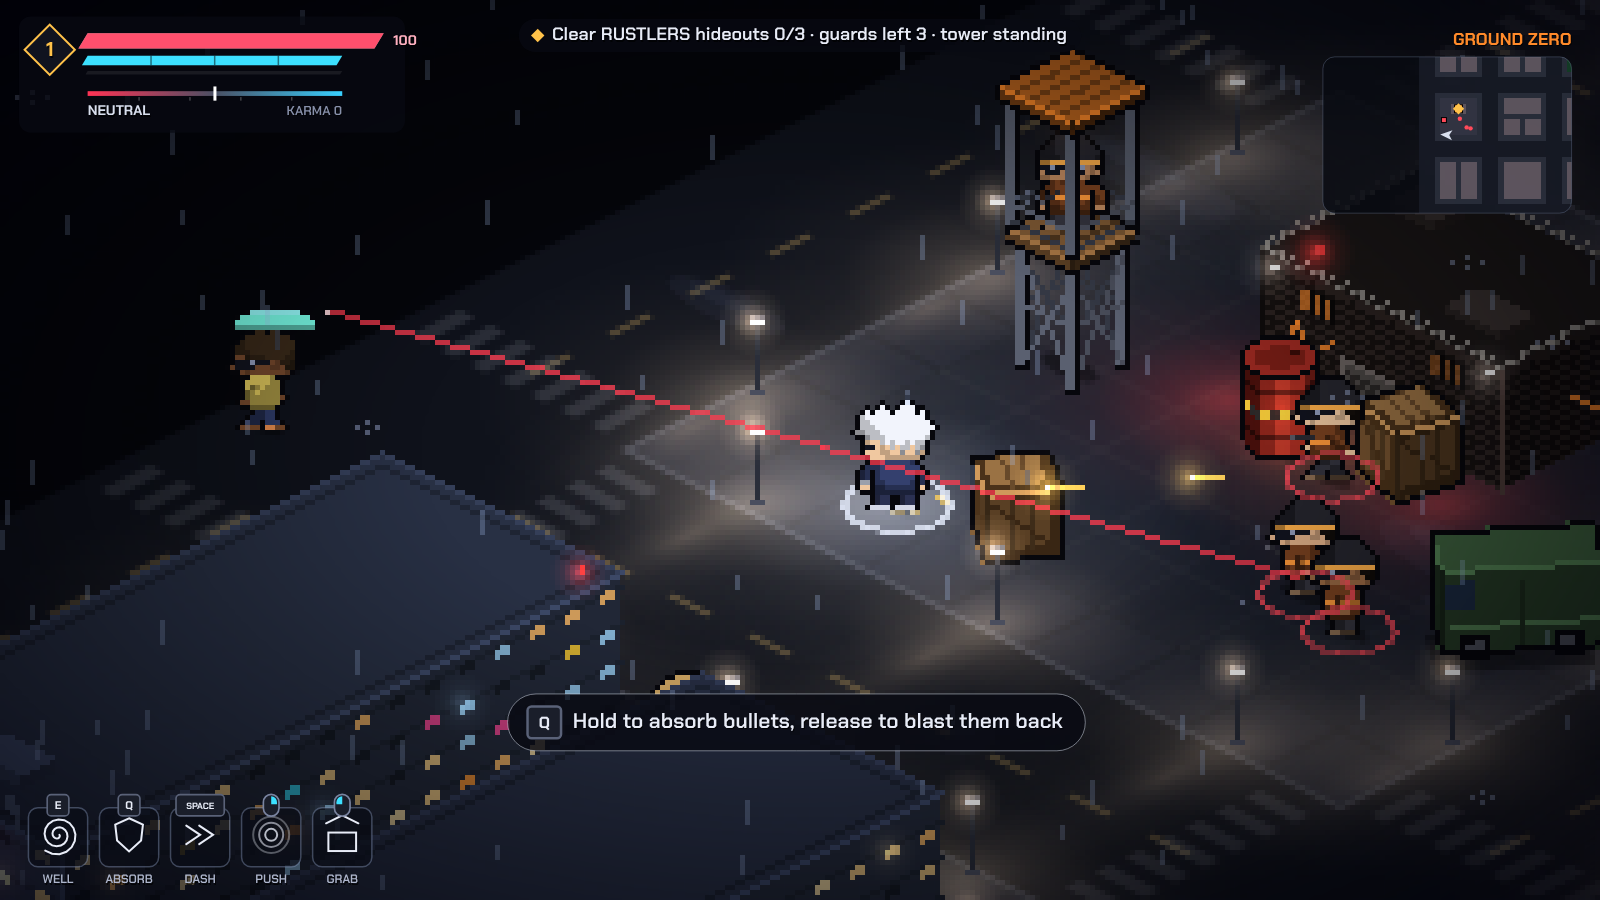 1
100
NEUTRAL
KARMA 0
Clear RUSTLERS hideouts 0/3 · guards left 3 · tower standing
GROUND ZERO
Q Hold to absorb bullets, release to blast them back
E
Q
SPACE
WELL
ABSORB
DASH
PUSH
GRAB